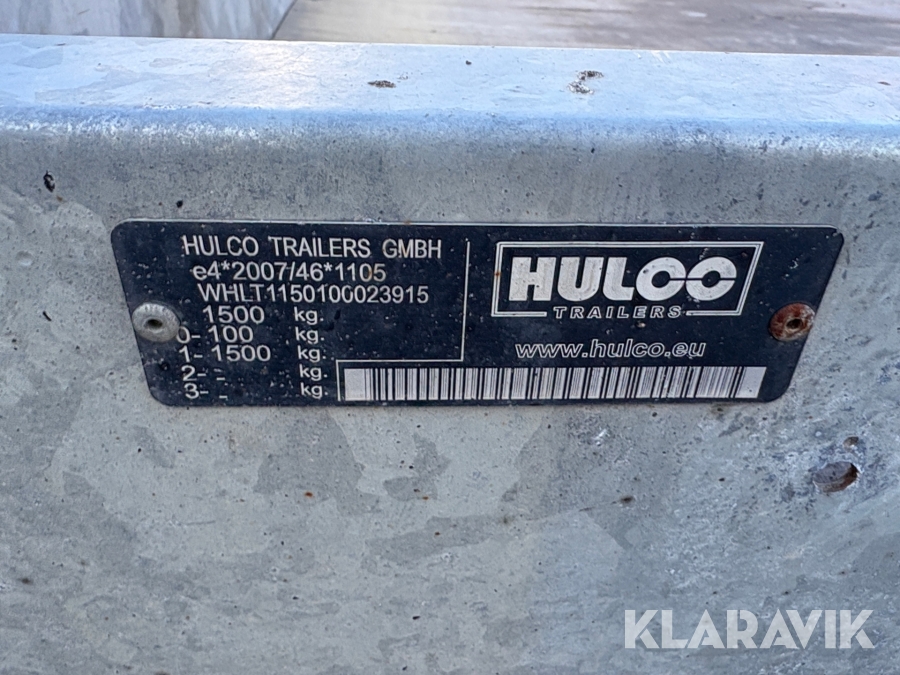 HULCO TRAILERS GMBH
e4*2007/46*1105
WHLT1150100023915
1500 kg.
0- 100 kg.
1- 1500 kg.
2- - kg.
3- - kg.
HULCO
TRAILERS
www.hulco.eu
KLARAVIK